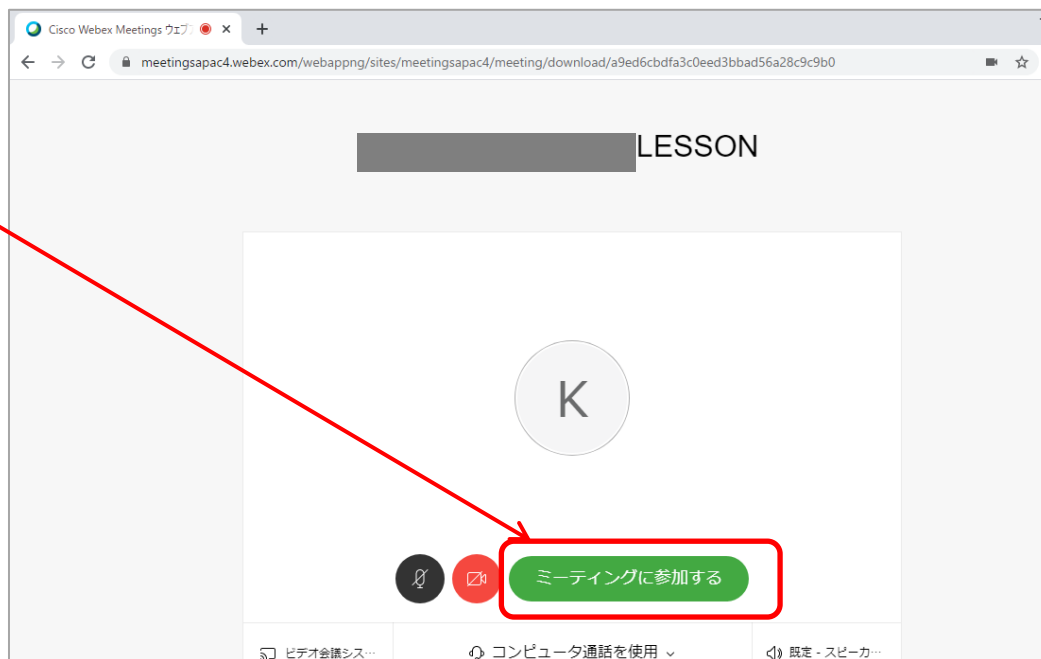 Cisco Webex Meetings ウェブ
meetingsapac4.webex.com/webappng/sites/meetingsapac4/meeting/download/a9ed6cbdfa3c0eed3bbad56a28c9c9b0
LESSON
K
ミーティングに参加する
ビデオ会議シス…
コンピュータ通話を使用
既定 - スピーカ…